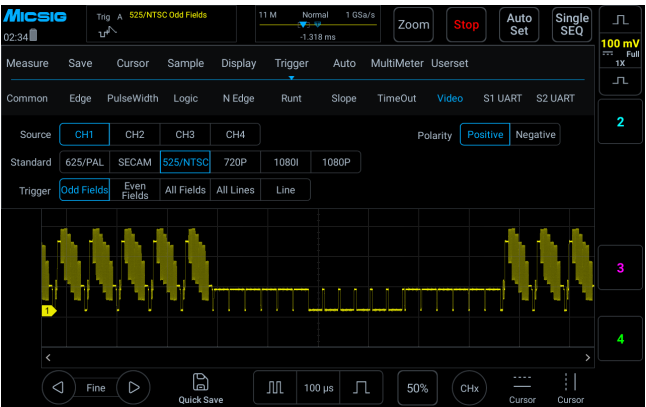 Micsig
Trig A 525/NTSC Odd Fields
11 M Normal 1 GSa/s
-1.318 ms
Zoom
Stop
Auto Set
Single SEQ
02:34
100 mV
Full
1X
Measure Save Cursor Sample Display Trigger Auto MultiMeter Userset
Common Edge PulseWidth Logic N Edge Runt Slope TimeOut Video S1 UART S2 UART
2
Source CH1 CH2 CH3 CH4 Polarity Positive Negative
Standard 625/PAL SECAM 525/NTSC 720P 1080I 1080P
Trigger Odd Fields Even Fields All Fields All Lines Line
3
1
4
< >
Fine
Quick Save
100 µs
50%
CHx
Cursor
Cursor